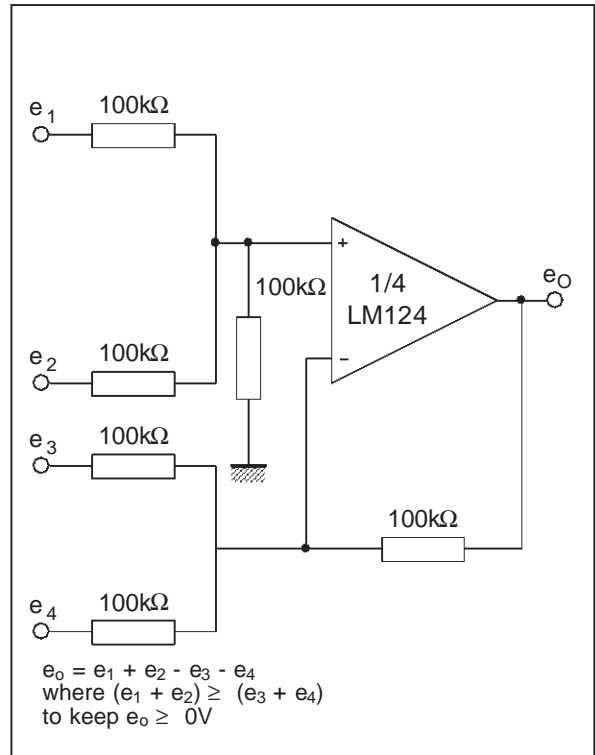 e1
100kΩ
+
100kΩ
1/4
LM124
eO
e2
100kΩ
−
e3
100kΩ
100kΩ
e4
100kΩ
eo = e1 + e2 - e3 - e4
where (e1 + e2) ≥ (e3 + e4)
to keep eo ≥ 0V